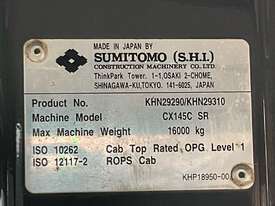 MADE IN JAPAN BY
SUMITOMO (S.H.I.)
CONSTRUCTION MACHINERY CO.,LTD.
ThinkPark Tower. 1-1,OSAKI 2-CHOME,
SHINAGAWA-KU,TOKYO. 141-6025, JAPAN
Product No. KHN29290/KHN29310
Machine Model CX145C SR
Max Machine Weight 16000 kg
ISO 10262 Cab Top Rated OPG Level 1
ISO 12117-2 ROPS Cab
KHP18950-00